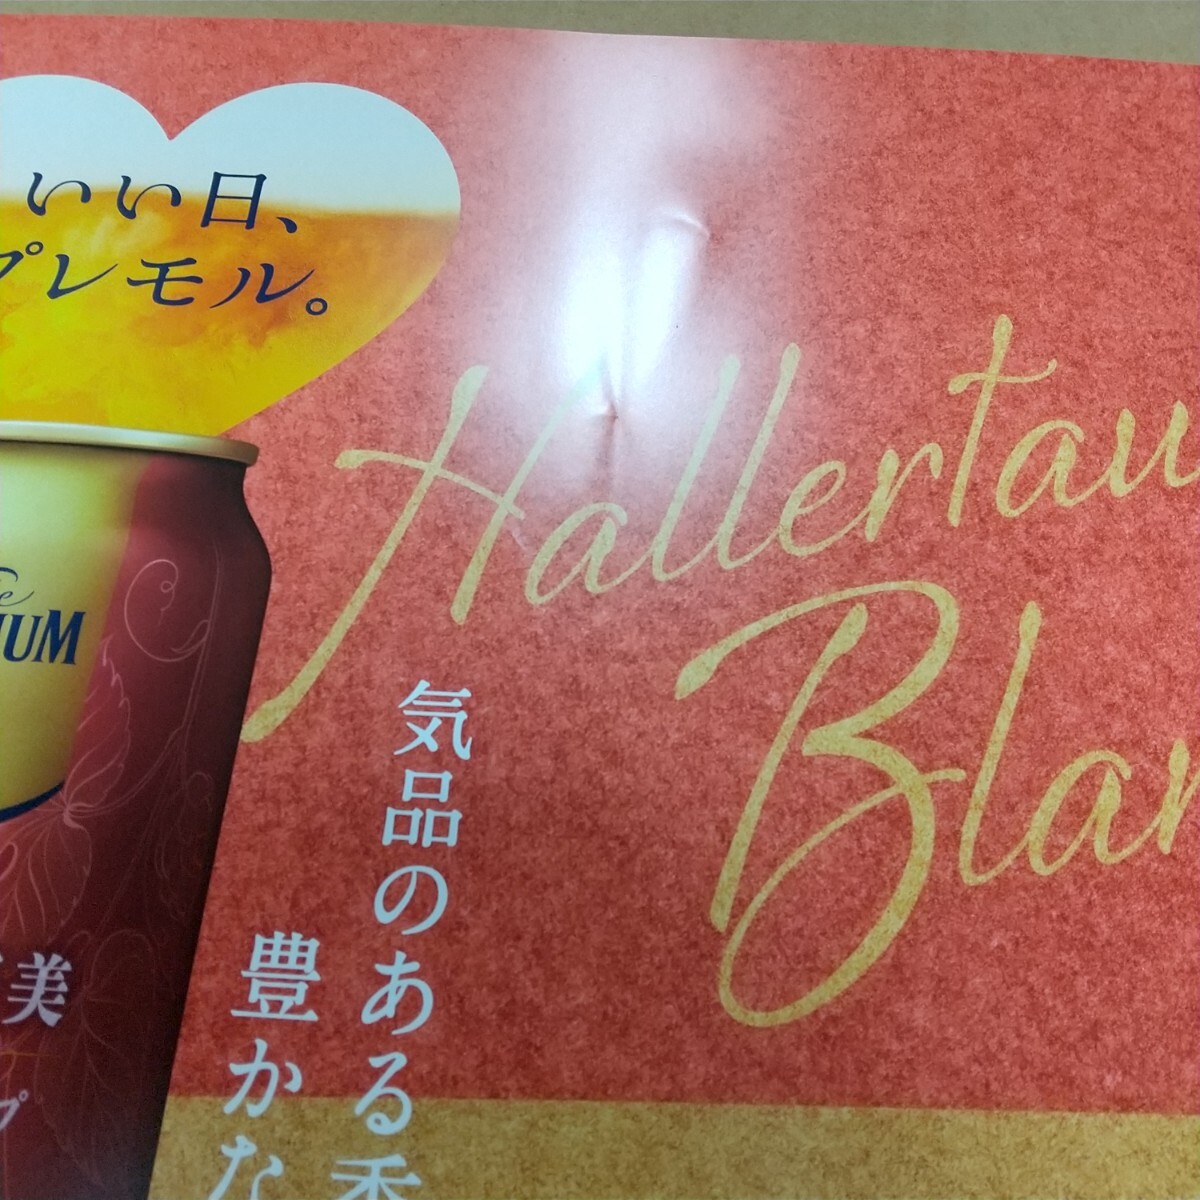 いい日、
プレモル。
Hallertau
Blan
気品のある香
豊かな
美
プ